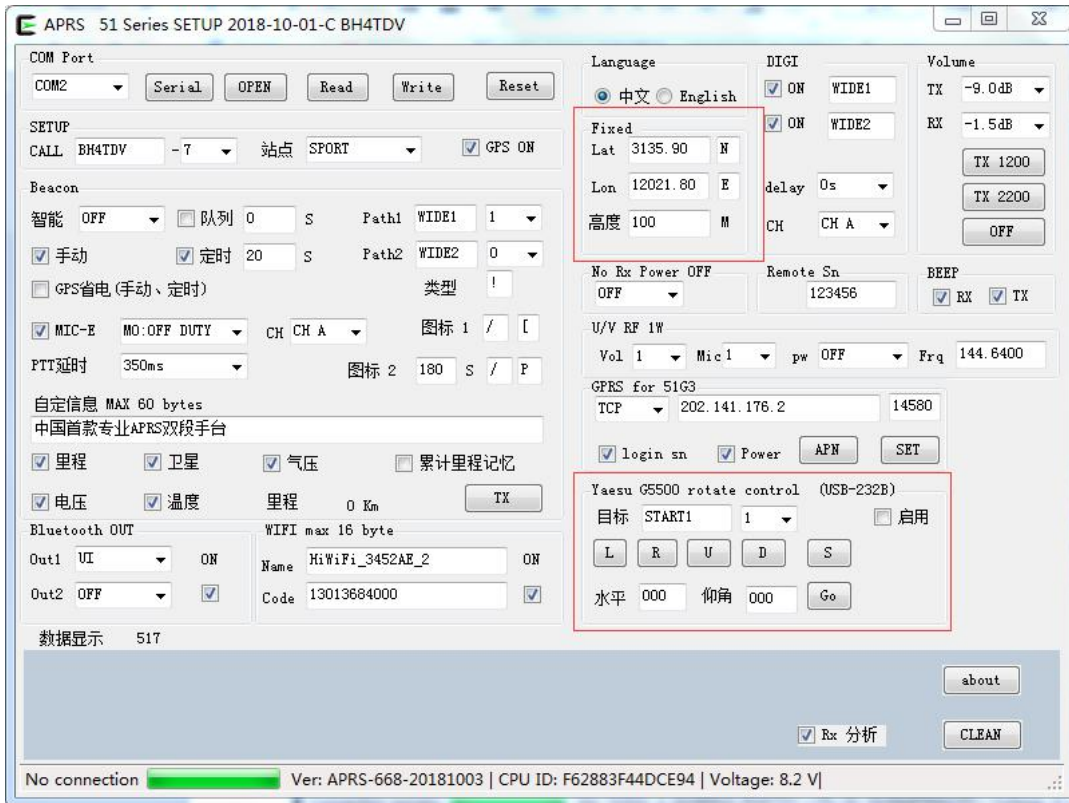 APRS 51 Series SETUP 2018-10-01-C BH4TDV
COM Port
COM2 Serial OPEN Read Write Reset
SETUP
CALL BH4TDV -7 站点 SPORT GPS ON
Beacon
智能 OFF 队列 0 S Path1 WIDE1 1
手动 定时 20 S Path2 WIDE2 0
GPS省电(手动、定时) 类型 !
MIC-E M0:OFF DUTY CH CH A 图标 1 / [
PTT延时 350ms 图标 2 180 S / P
自定信息 MAX 60 bytes
中国首款专业APRS双段手台
里程 卫星 气压 累计里程记忆
电压 温度 里程 0 Km TX
Bluetooth OUT
Out1 UI ON
Out2 OFF
WIFI max 16 byte
Name HiWiFi_3452AE_2 ON
Code 13013684000
Language
中文 English
Fixed
Lat 3135.90 N
Lon 12021.80 E
高度 100 M
DIGI
ON WIDE1
ON WIDE2
delay 0s
CH CH A
Volume
TX -9.0dB
RX -1.5dB
TX 1200
TX 2200
OFF
No Rx Power OFF
OFF
Remote Sn
123456
BEEP
RX TX
U/V RF 1W
Vol 1 Mic 1 pw OFF Frq 144.6400
GPRS for 51G3
TCP 202.141.176.2 14580
login sn Power APN SET
Yaesu G5500 rotate control (USB-232B)
目标 START1 1 启用
L R U D S
水平 000 仰角 000 Go
数据显示 517
about
Rx 分析 CLEAN
No connection Ver: APRS-668-20181003 | CPU ID: F62883F44DCE94 | Voltage: 8.2 V|